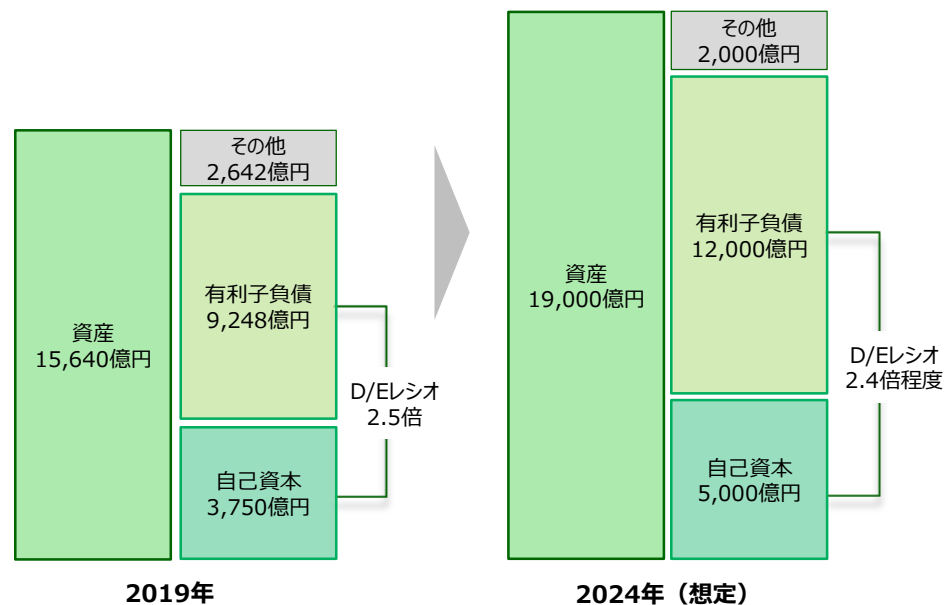 その他
2,642億円
有利子負債
9,248億円
資産
15,640億円
D/Eレシオ
2.5倍
自己資本
3,750億円
2019年
その他
2,000億円
有利子負債
12,000億円
資産
19,000億円
D/Eレシオ
2.4倍程度
自己資本
5,000億円
2024年（想定）